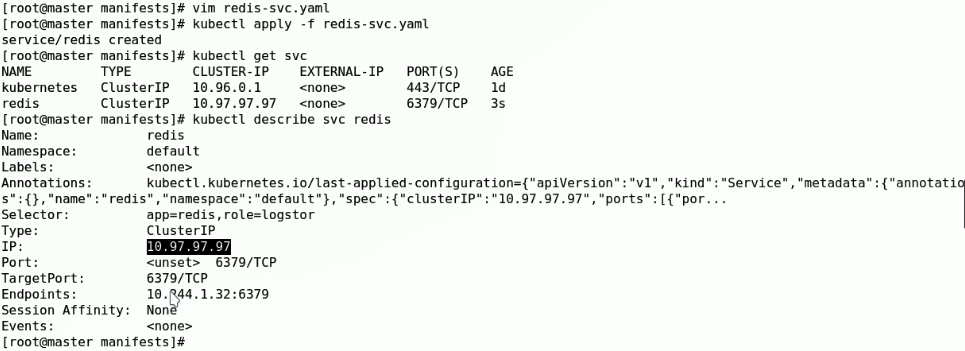 [root@master manifests]# vim redis-svc.yaml
[root@master manifests]# kubectl apply -f redis-svc.yaml
service/redis created
[root@master manifests]# kubectl get svc
NAME         TYPE        CLUSTER-IP    EXTERNAL-IP   PORT(S)    AGE
kubernetes   ClusterIP   10.96.0.1     <none>        443/TCP    1d
redis        ClusterIP   10.97.97.97   <none>        6379/TCP   3s
[root@master manifests]# kubectl describe svc redis
Name:              redis
Namespace:         default
Labels:            <none>
Annotations:       kubectl.kubernetes.io/last-applied-configuration={"apiVersion":"v1","kind":"Service","metadata":{"annotatio
s":{},"name":"redis","namespace":"default"},"spec":{"clusterIP":"10.97.97.97","ports":[{"por...
Selector:          app=redis,role=logstor
Type:              ClusterIP
IP:                10.97.97.97
Port:              <unset>  6379/TCP
TargetPort:        6379/TCP
Endpoints:         10.244.1.32:6379
Session Affinity:  None
Events:            <none>
[root@master manifests]#